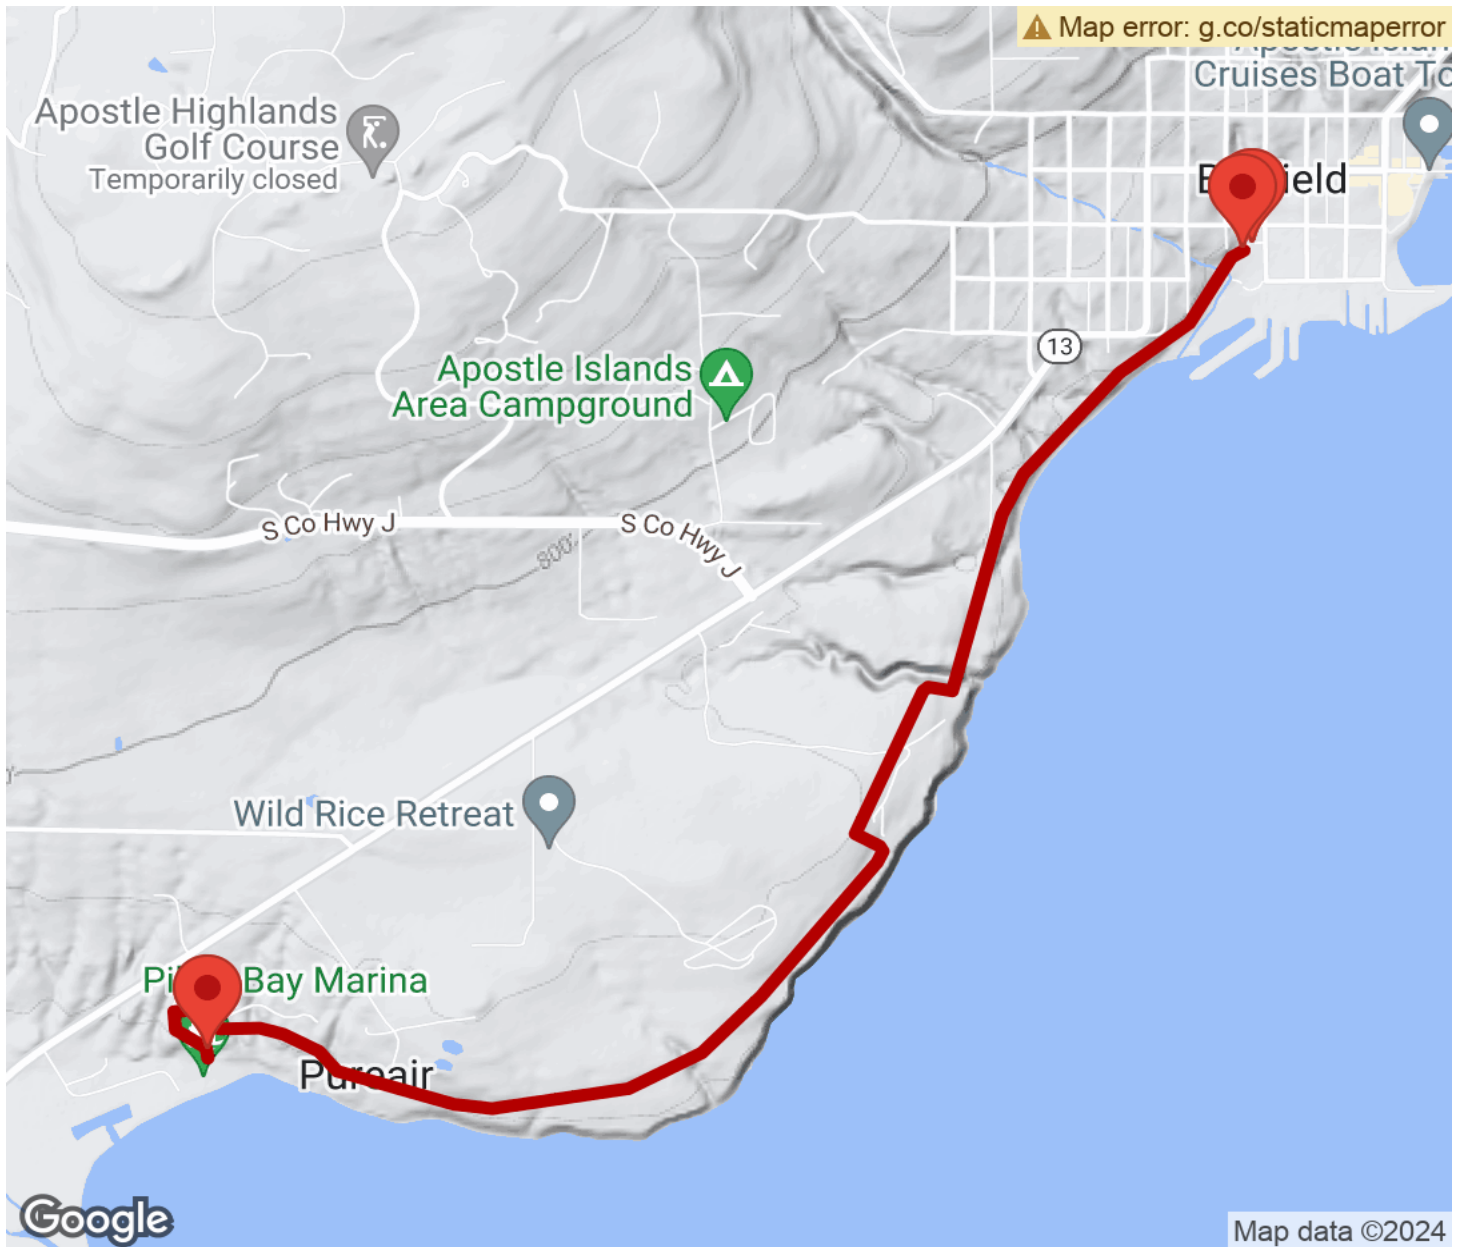 Map error: g.co/staticmaperror
Cruises Boat To
Apostle Highlands
Golf Course
Temporarily closed
13
Apostle Islands
Area Campground
S Co Hwy J
S Co Hwy J
800'
Wild Rice Retreat
Bay Marina
Google
Map data ©2024